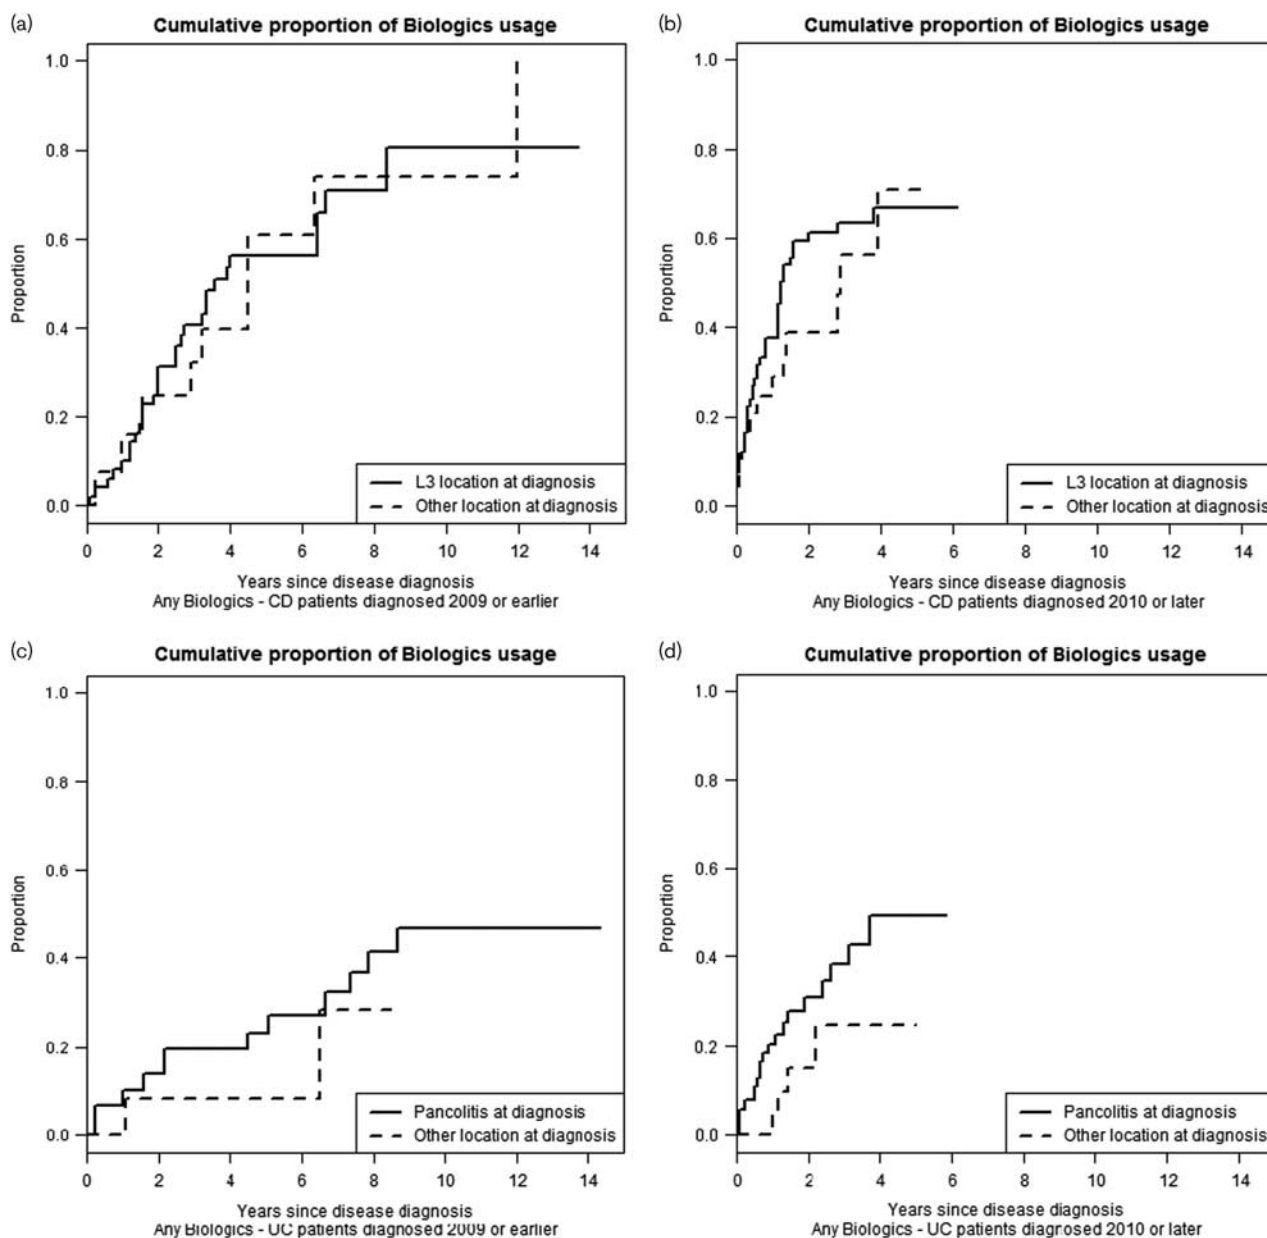 (a)
Cumulative proportion of Biologics usage
1.0
0.8
0.6
0.4
0.2
0.0
Proportion
L3 location at diagnosis
Other location at diagnosis
0 2 4 6 8 10 12 14
Years since disease diagnosis
Any Biologics - CD patients diagnosed 2009 or earlier
(b)
Cumulative proportion of Biologics usage
1.0
0.8
0.6
0.4
0.2
0.0
Proportion
L3 location at diagnosis
Other location at diagnosis
0 2 4 6 8 10 12 14
Years since disease diagnosis
Any Biologics - CD patients diagnosed 2010 or later
(c)
Cumulative proportion of Biologics usage
1.0
0.8
0.6
0.4
0.2
0.0
Proportion
Pancolitis at diagnosis
Other location at diagnosis
0 2 4 6 8 10 12 14
Years since disease diagnosis
Any Biologics - UC patients diagnosed 2009 or earlier
(d)
Cumulative proportion of Biologics usage
1.0
0.8
0.6
0.4
0.2
0.0
Proportion
Pancolitis at diagnosis
Other location at diagnosis
0 2 4 6 8 10 12 14
Years since disease diagnosis
Any Biologics - UC patients diagnosed 2010 or later